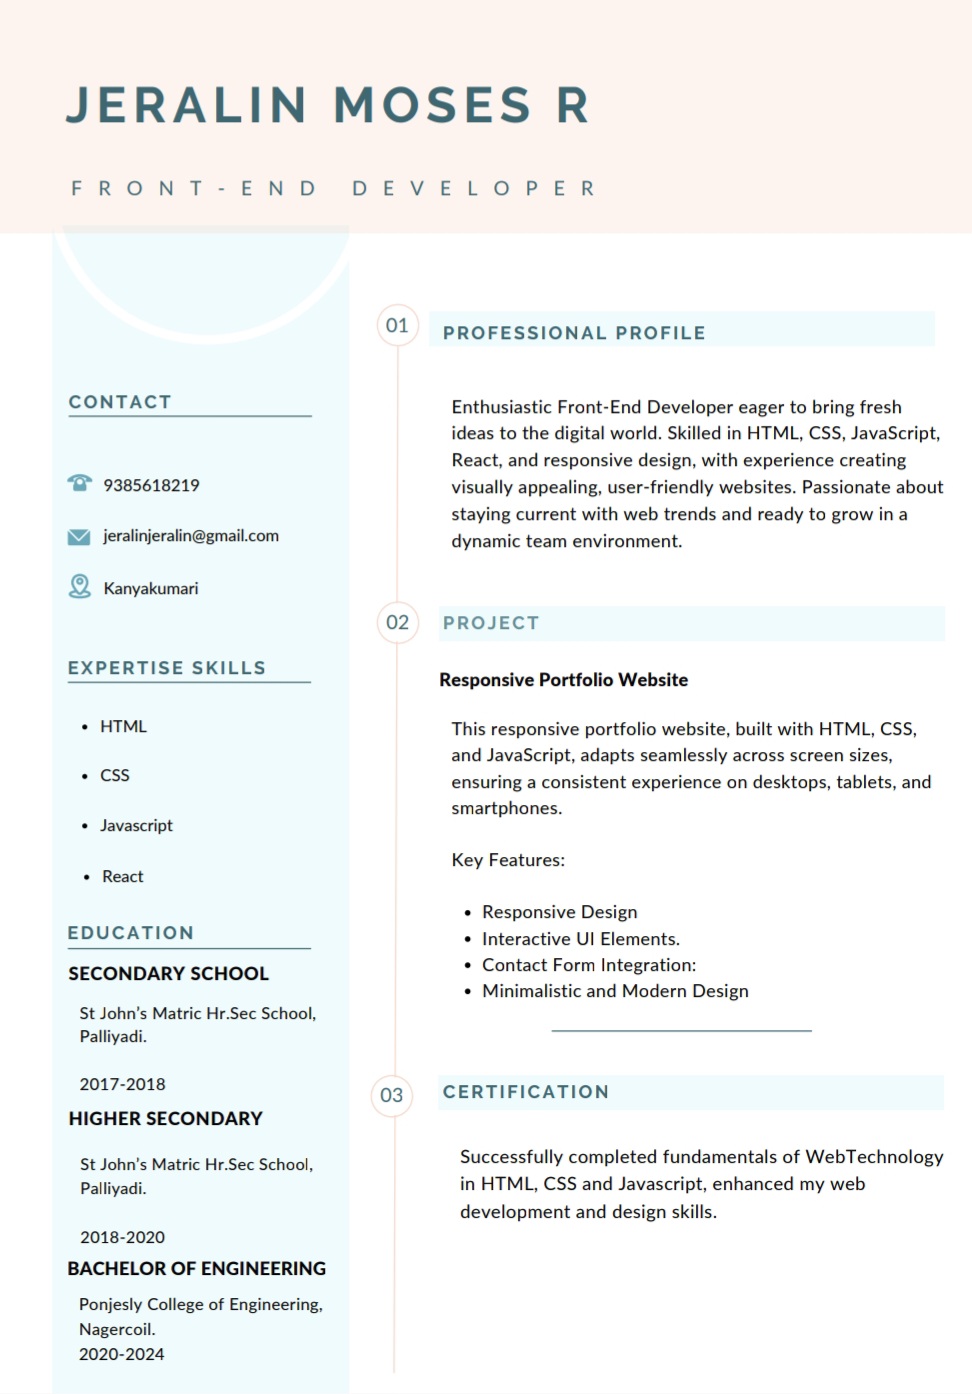 JERALIN MOSES R
FRONT-END DEVELOPER
CONTACT
9385618219
jeralinjeralin@gmail.com
Kanyakumari
EXPERTISE SKILLS
• HTML
• CSS
• Javascript
• React
EDUCATION
SECONDARY SCHOOL
St John’s Matric Hr.Sec School,
Palliyadi.
2017-2018
HIGHER SECONDARY
St John’s Matric Hr.Sec School,
Palliyadi.
2018-2020
BACHELOR OF ENGINEERING
Ponjesly College of Engineering,
Nagercoil.
2020-2024
01 PROFESSIONAL PROFILE
Enthusiastic Front-End Developer eager to bring fresh
ideas to the digital world. Skilled in HTML, CSS, JavaScript,
React, and responsive design, with experience creating
visually appealing, user-friendly websites. Passionate about
staying current with web trends and ready to grow in a
dynamic team environment.
02 PROJECT
Responsive Portfolio Website
This responsive portfolio website, built with HTML, CSS,
and JavaScript, adapts seamlessly across screen sizes,
ensuring a consistent experience on desktops, tablets, and
smartphones.
Key Features:
• Responsive Design
• Interactive UI Elements.
• Contact Form Integration:
• Minimalistic and Modern Design
03 CERTIFICATION
Successfully completed fundamentals of WebTechnology
in HTML, CSS and Javascript, enhanced my web
development and design skills.